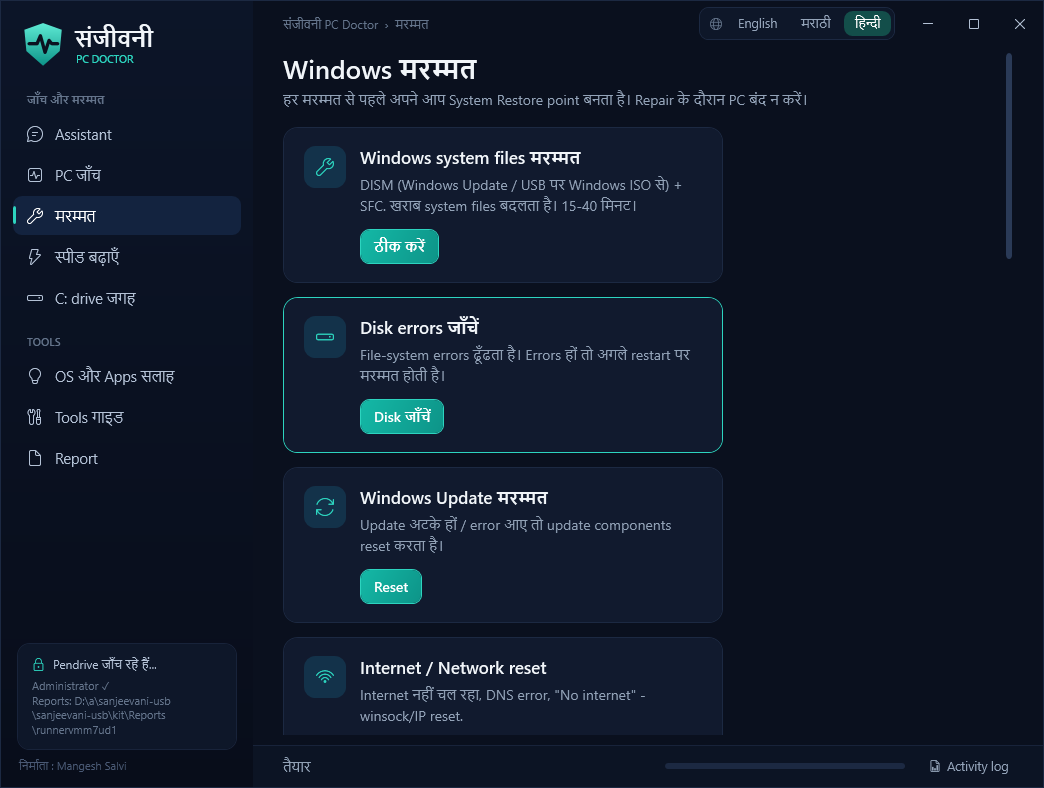 संजीवनी
PC DOCTOR
जाँच और मरम्मत
Assistant
PC जाँच
मरम्मत
स्पीड बढ़ाएँ
C: drive जगह
TOOLS
OS और Apps सलाह
Tools गाइड
Report
Pendrive जाँच रहे हैं...
Administrator ✓
Reports: D:\a\sanjeevani-usb
\sanjeevani-usb\kit\Reports
\runnervmm7ud1
निर्माता : Mangesh Salvi
संजीवनी PC Doctor › मरम्मत
English मराठी हिन्दी
Windows मरम्मत
हर मरम्मत से पहले अपने आप System Restore point बनता है। Repair के दौरान PC बंद न करें।
Windows system files मरम्मत
DISM (Windows Update / USB पर Windows ISO से) +
SFC. खराब system files बदलता है। 15-40 मिनट।
ठीक करें
Disk errors जाँचें
File-system errors ढूँढता है। Errors हों तो अगले restart पर
मरम्मत होती है।
Disk जाँचें
Windows Update मरम्मत
Update अटके हों / error आए तो update components
reset करता है।
Reset
Internet / Network reset
Internet नहीं चल रहा, DNS error, "No internet" -
winsock/IP reset.
तैयार
Activity log